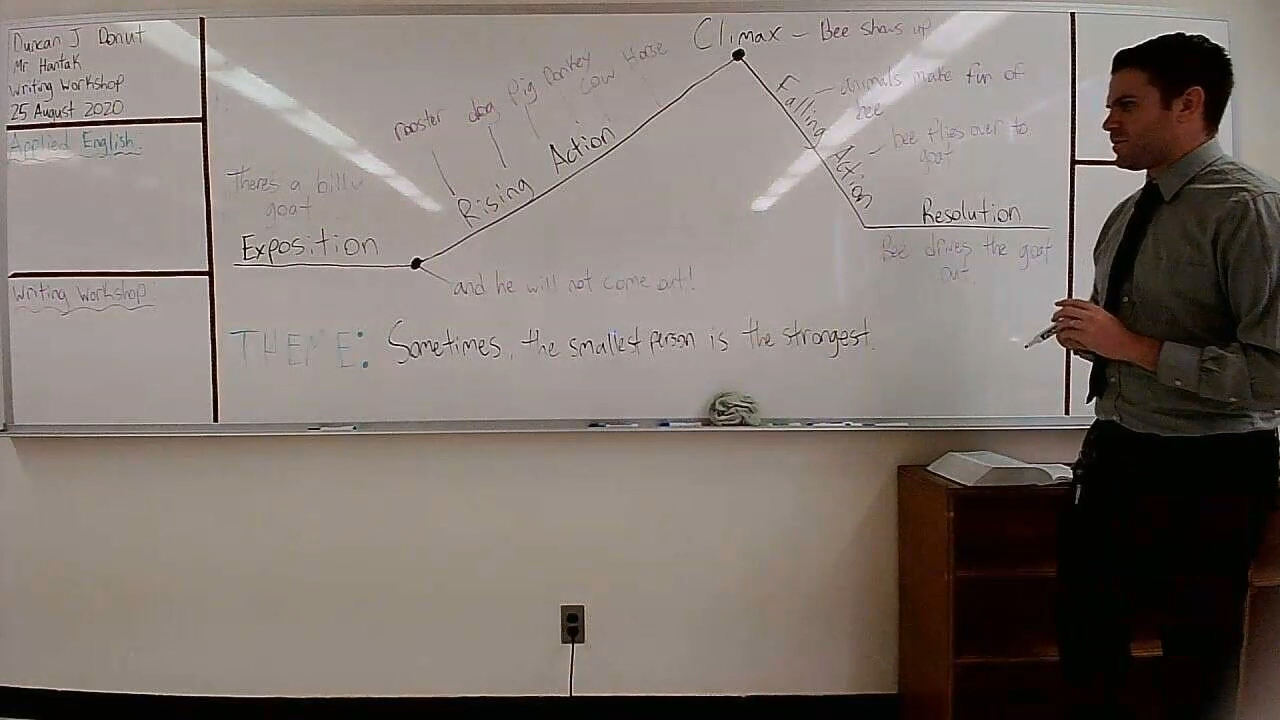 Duncan J Donut
Mr Hantak
Writing Workshop
25 August 2020
Applied English
Writing Workshop
There's a billy
goat
Exposition
and he will not come out!
rooster
dog
Pig
Donkey
Cow
Horse
Rising Action
Climax - Bee shows up
Falling Action
animals make fun of
bee
bee flies over to
goat
Resolution
Bee drives the goat
out.
THEME: Sometimes, the smallest person is the strongest.